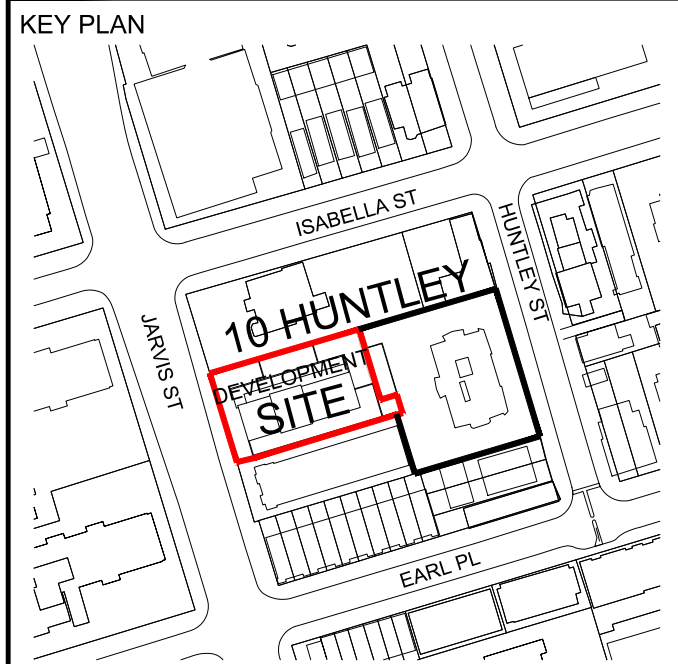 KEY PLAN
ISABELLA ST
HUNTLEY ST
10 HUNTLEY
JARVIS ST
DEVELOPMENT
SITE
EARL PL